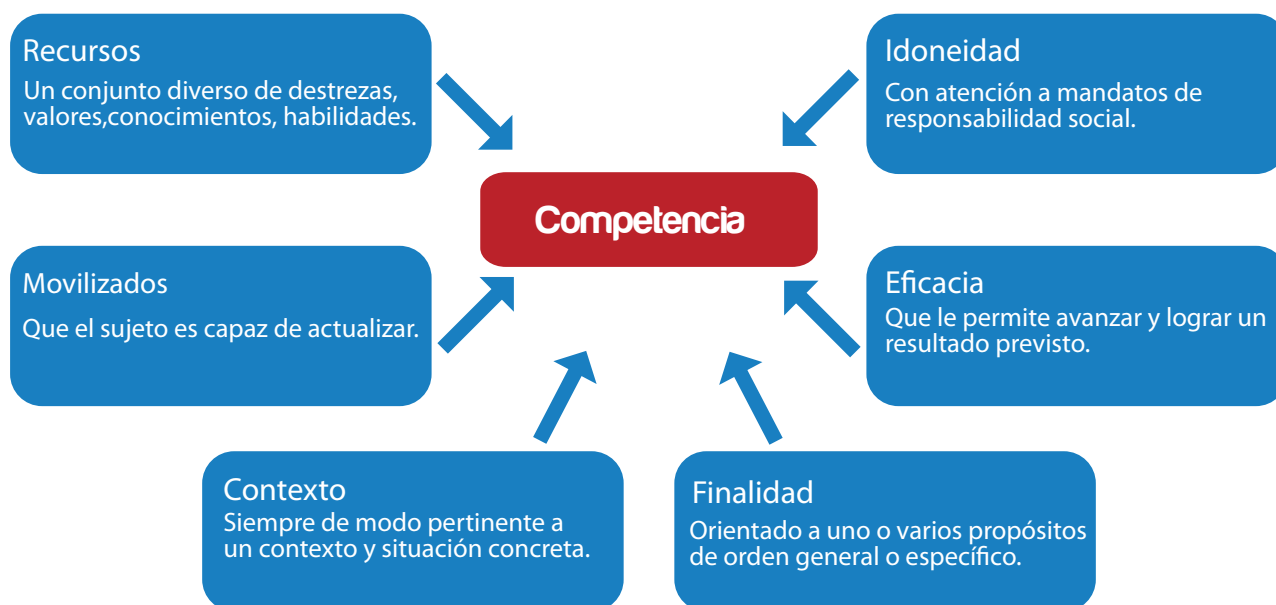 Recursos
Un conjunto diverso de destrezas,
valores,conocimientos, habilidades.
Idoneidad
Con atención a mandatos de
responsabilidad social.
Competencia
Movilizados
Que el sujeto es capaz de actualizar.
Eficacia
Que le permite avanzar y lograr un
resultado previsto.
Contexto
Siempre de modo pertinente a
un contexto y situación concreta.
Finalidad
Orientado a uno o varios propósitos
de orden general o específico.